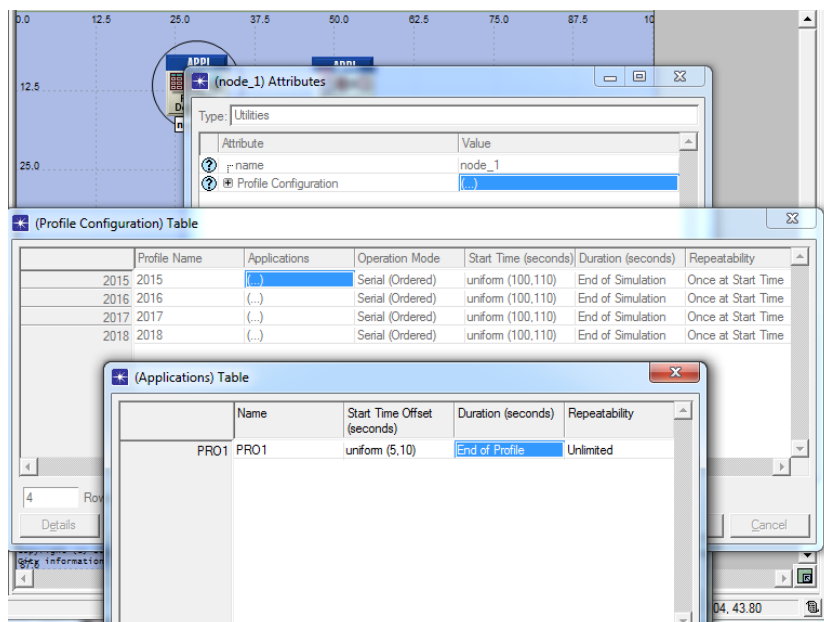 0.0 12.5 25.0 37.5 50.0 62.5 75.0 87.5 10
APPL APPL
12.5
(node_1) Attributes
Type: Utilities
Attribute Value
name node_1
25.0
Profile Configuration (...)
(Profile Configuration) Table
Profile Name Applications Operation Mode Start Time (seconds) Duration (seconds) Repeatability
2015 2015 (...) Serial (Ordered) uniform (100,110) End of Simulation Once at Start Time
2016 2016 (...) Serial (Ordered) uniform (100,110) End of Simulation Once at Start Time
2017 2017 (...) Serial (Ordered) uniform (100,110) End of Simulation Once at Start Time
2018 2018 (...) Serial (Ordered) uniform (100,110) End of Simulation Once at Start Time
(Applications) Table
Name Start Time Offset (seconds) Duration (seconds) Repeatability
PRO1 PRO1 uniform (5,10) End of Profile Unlimited
4 Row
Details Cancel
information
04, 43.80